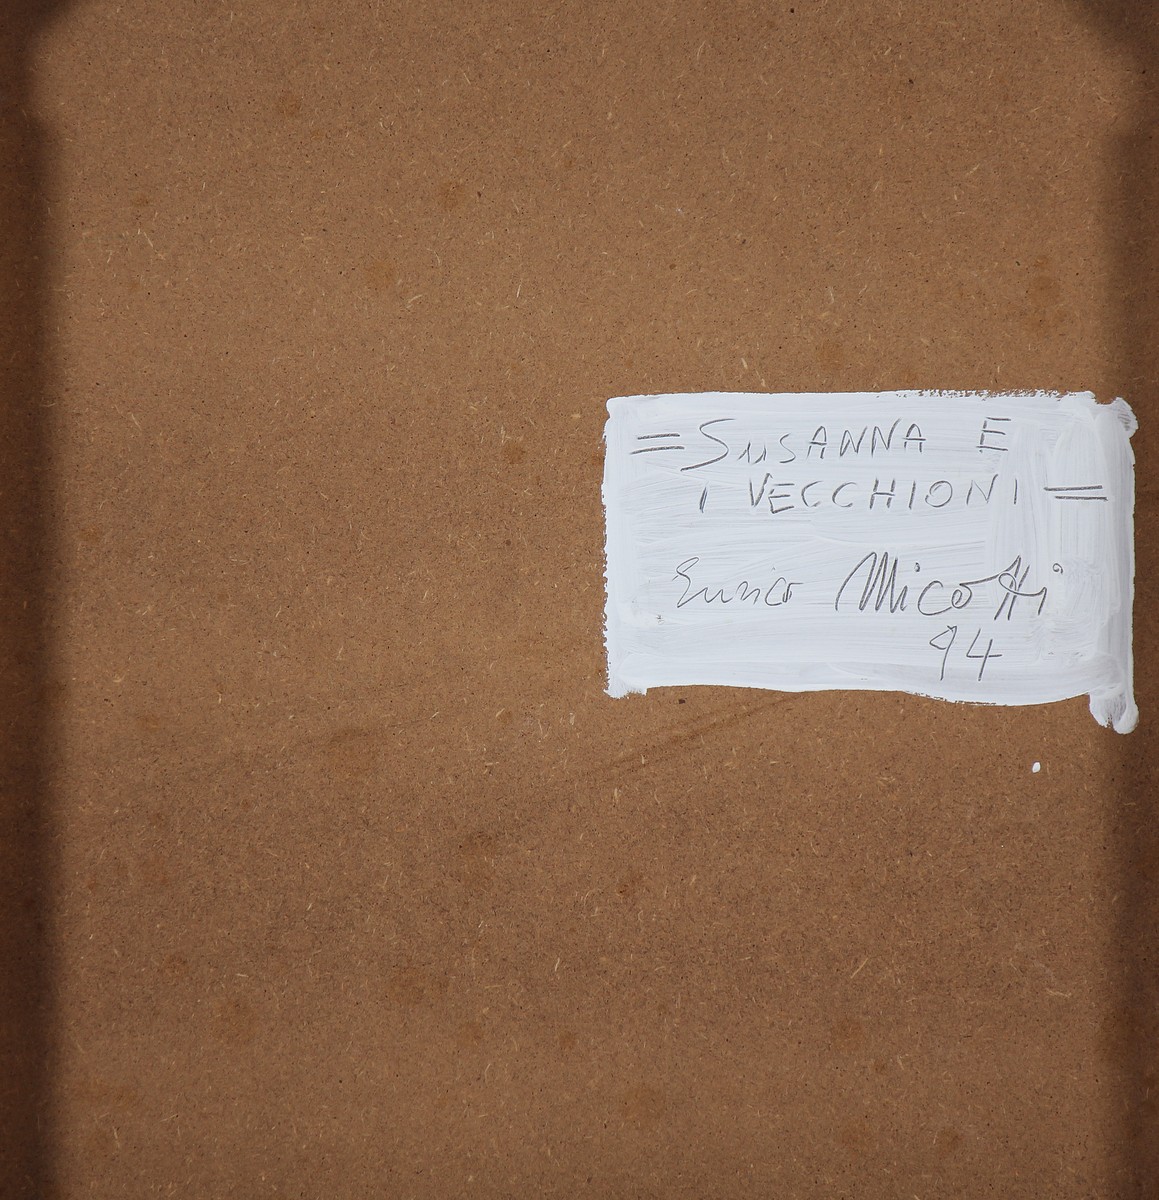 = SUSANNA E
I VECCHIONI =
Enrico Micotti
94